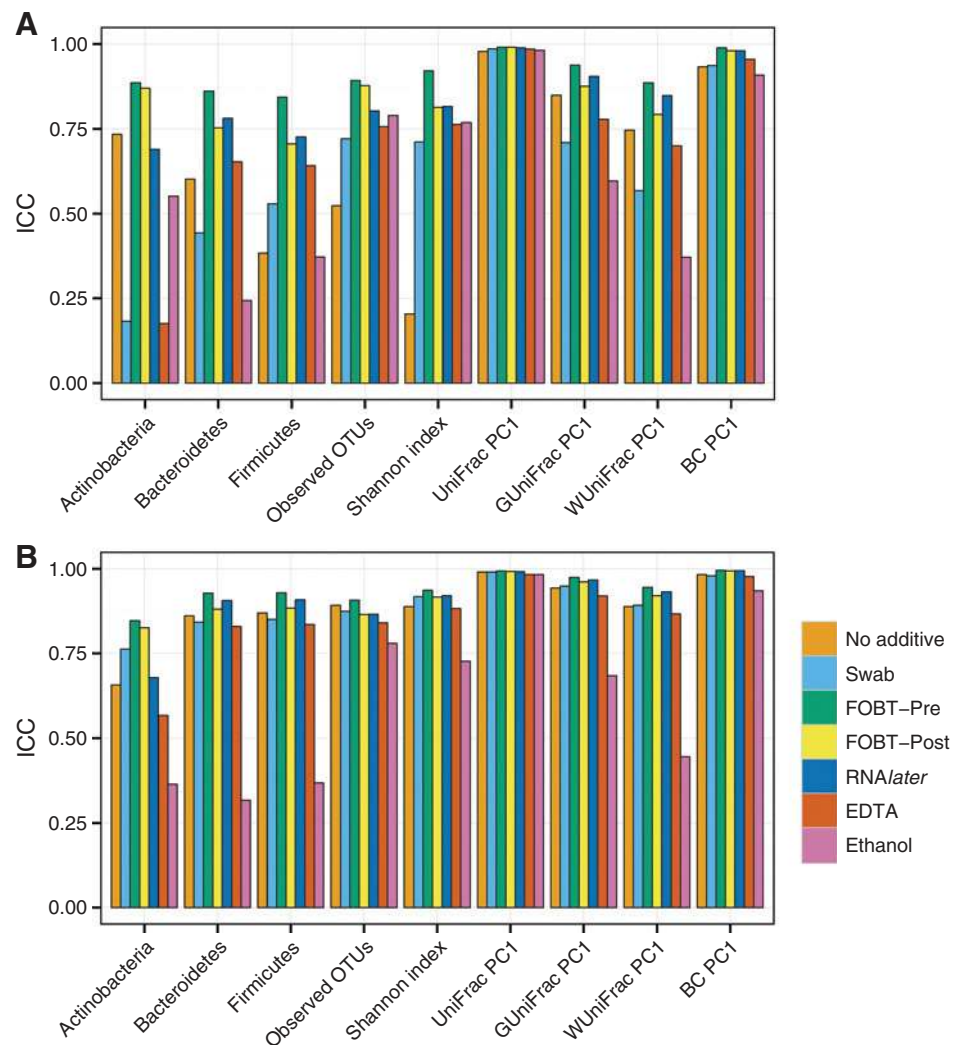 A
1.00
0.75
0.50
0.25
0.00
ICC
Actinobacteria
Bacteroidetes
Firmicutes
Observed OTUs
Shannon index
UniFrac PC1
GUniFrac PC1
WUniFrac PC1
BC PC1
B
1.00
0.75
0.50
0.25
0.00
ICC
Actinobacteria
Bacteroidetes
Firmicutes
Observed OTUs
Shannon index
UniFrac PC1
GUniFrac PC1
WUniFrac PC1
BC PC1
No additive
Swab
FOBT–Pre
FOBT–Post
RNAlater
EDTA
Ethanol